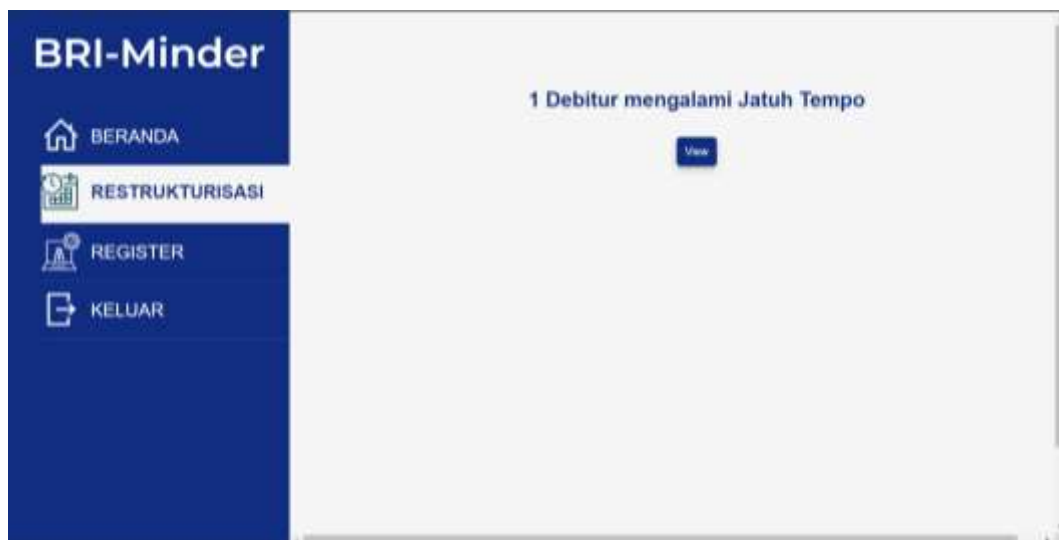 BRI-Minder
BERANDA
RESTRUKTURISASI
REGISTER
KELUAR
1 Debitur mengalami Jatuh Tempo
View